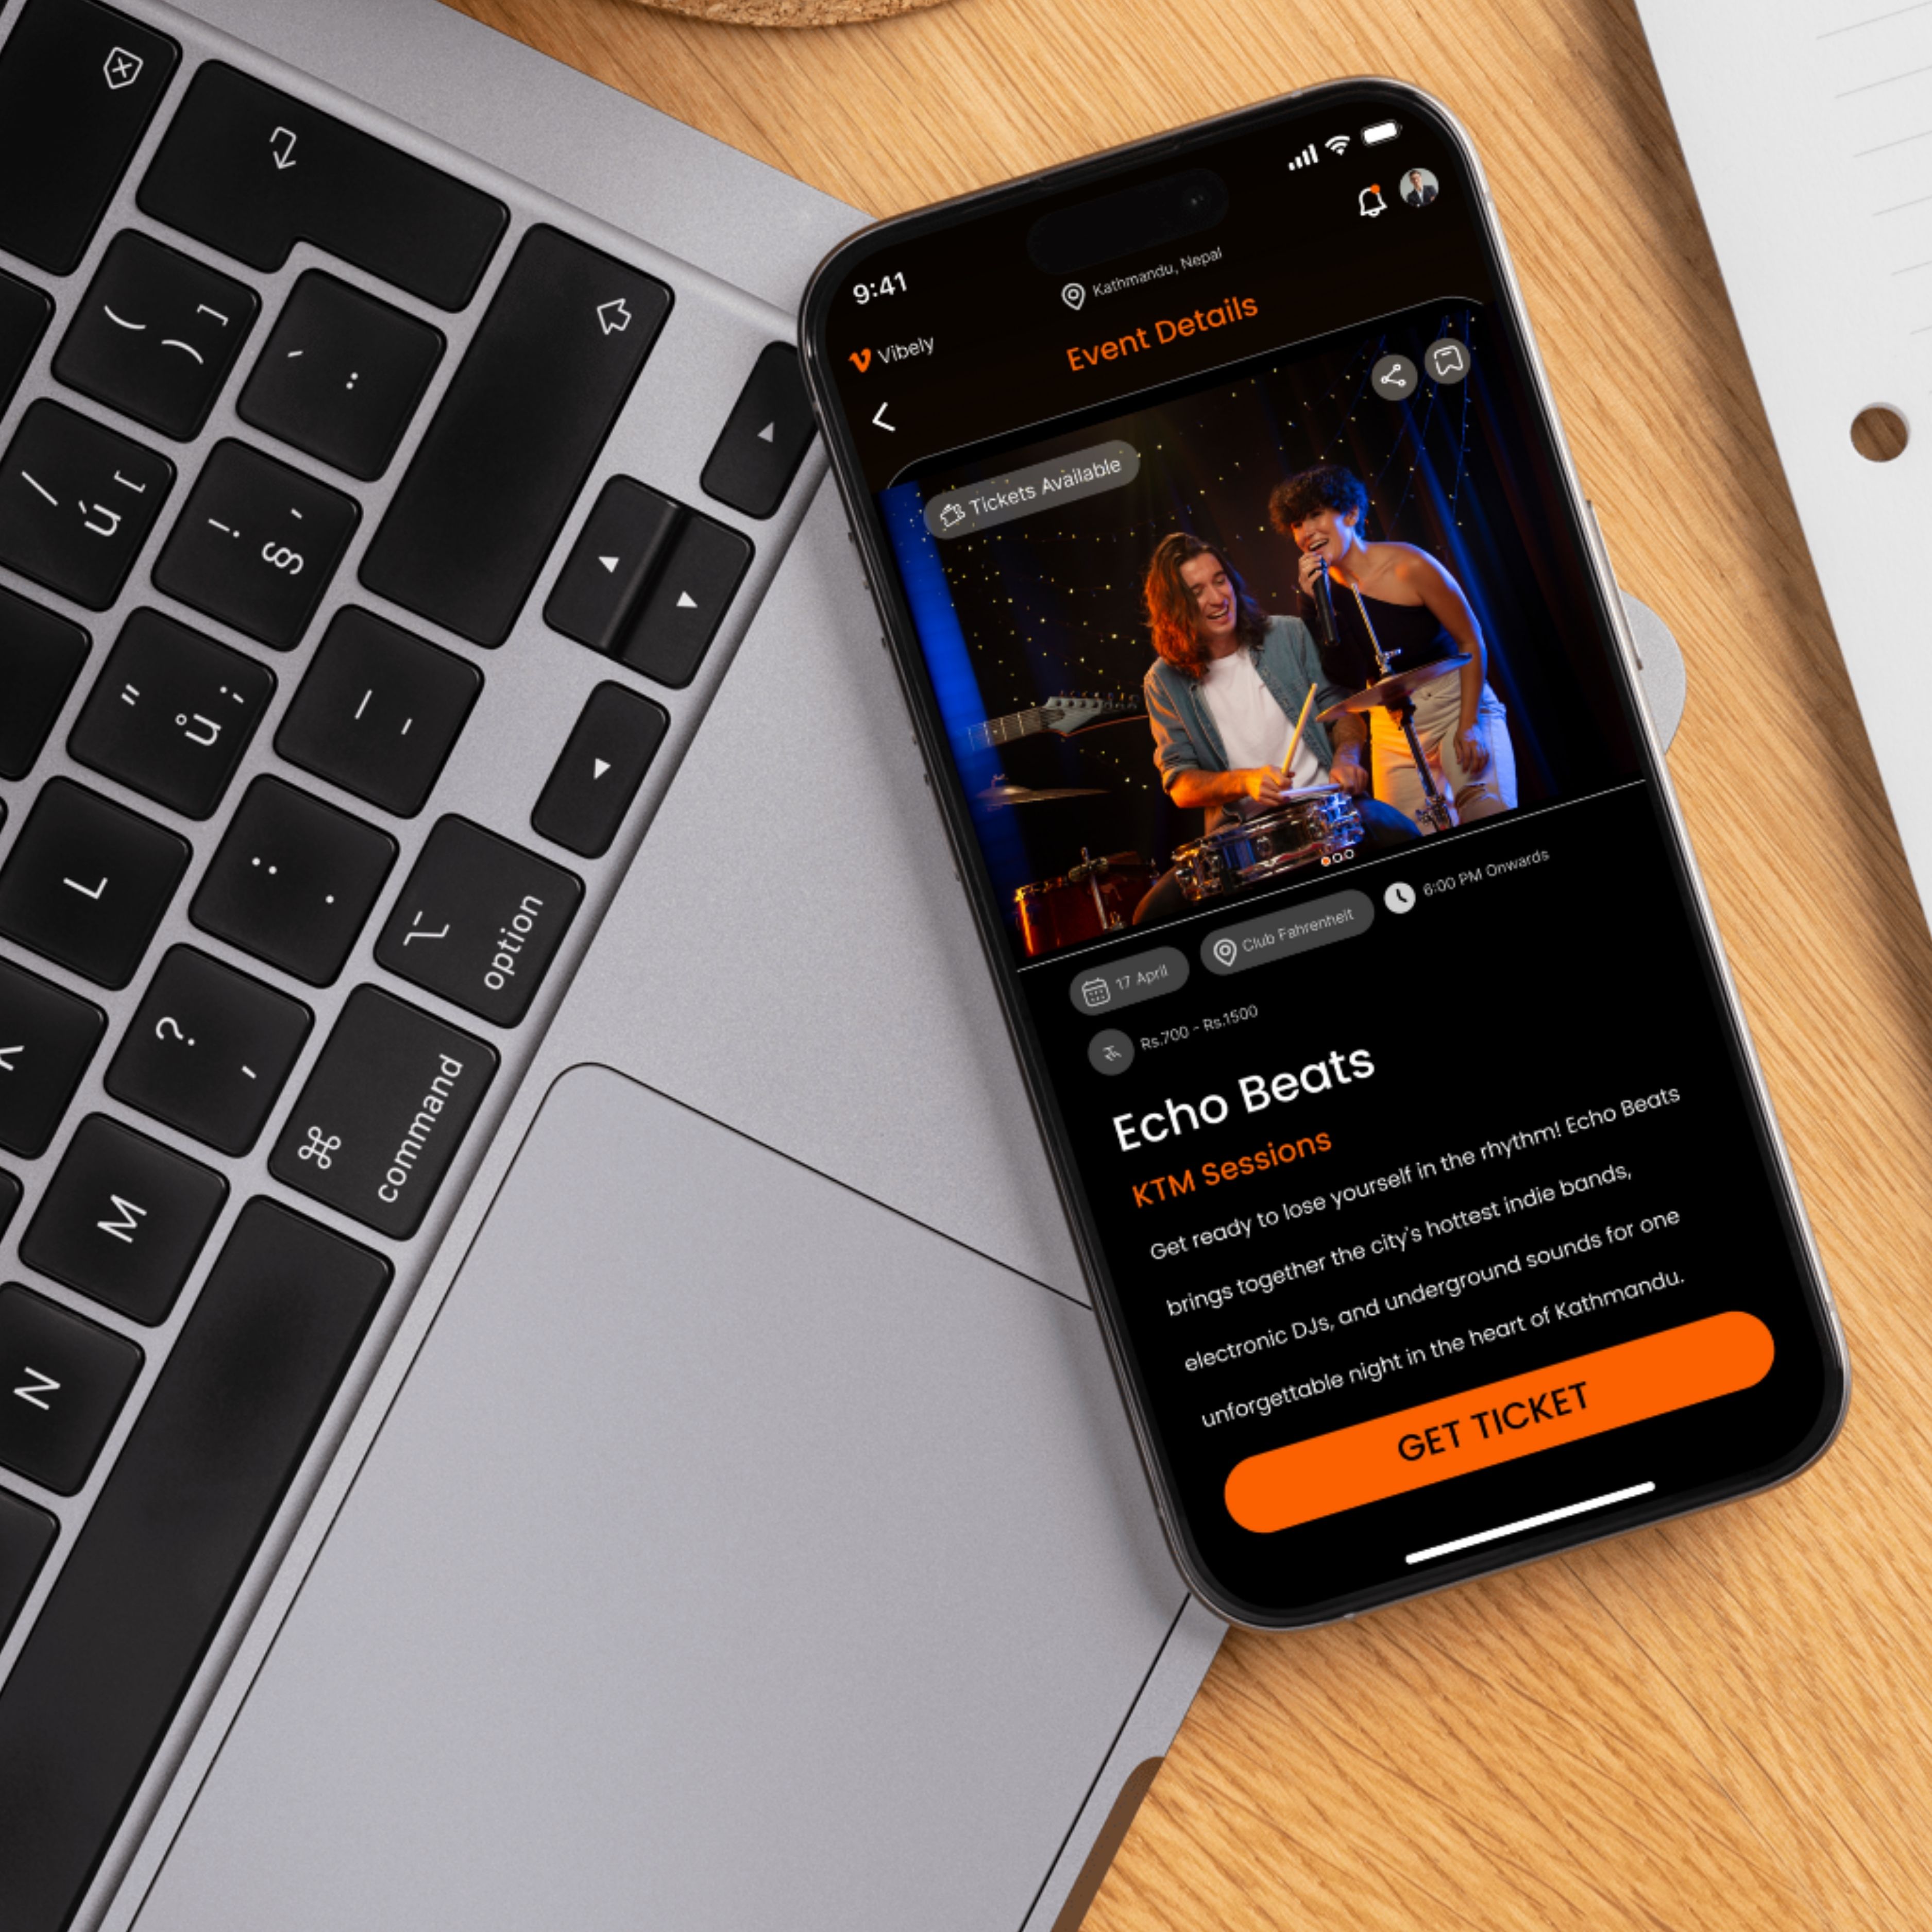 9:41
Vibely
Kathmandu, Nepal
Event Details
Tickets Available
17 April
Club Fahrenheit
6:00 PM Onwards
Rs.700 - Rs.1500
Echo Beats
KTM Sessions
Get ready to lose yourself in the rhythm! Echo Beats
brings together the city's hottest indie bands,
electronic DJs, and underground sounds for one
unforgettable night in the heart of Kathmandu.
GET TICKET
( ) ]
/ ú [
! § '
" ů ;
L
: .
option
? ,
command
M
N